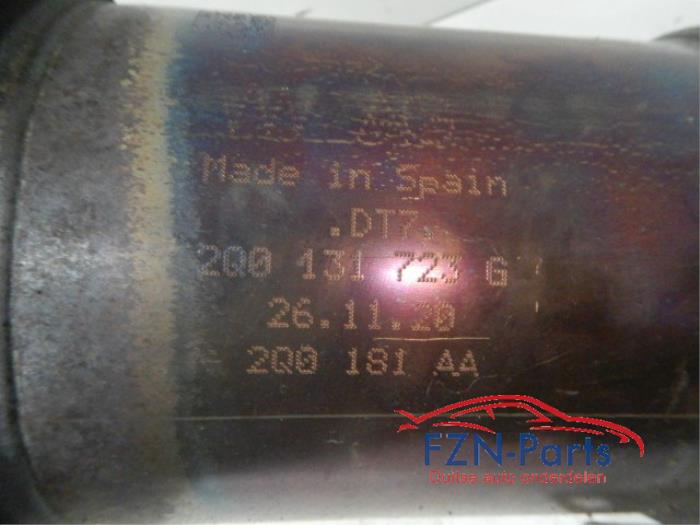 Made in Spain
.DT7.
2Q0 131 723 G
26.11.20
2Q0 181 AA
FZN-Parts
Duitse auto onderdelen